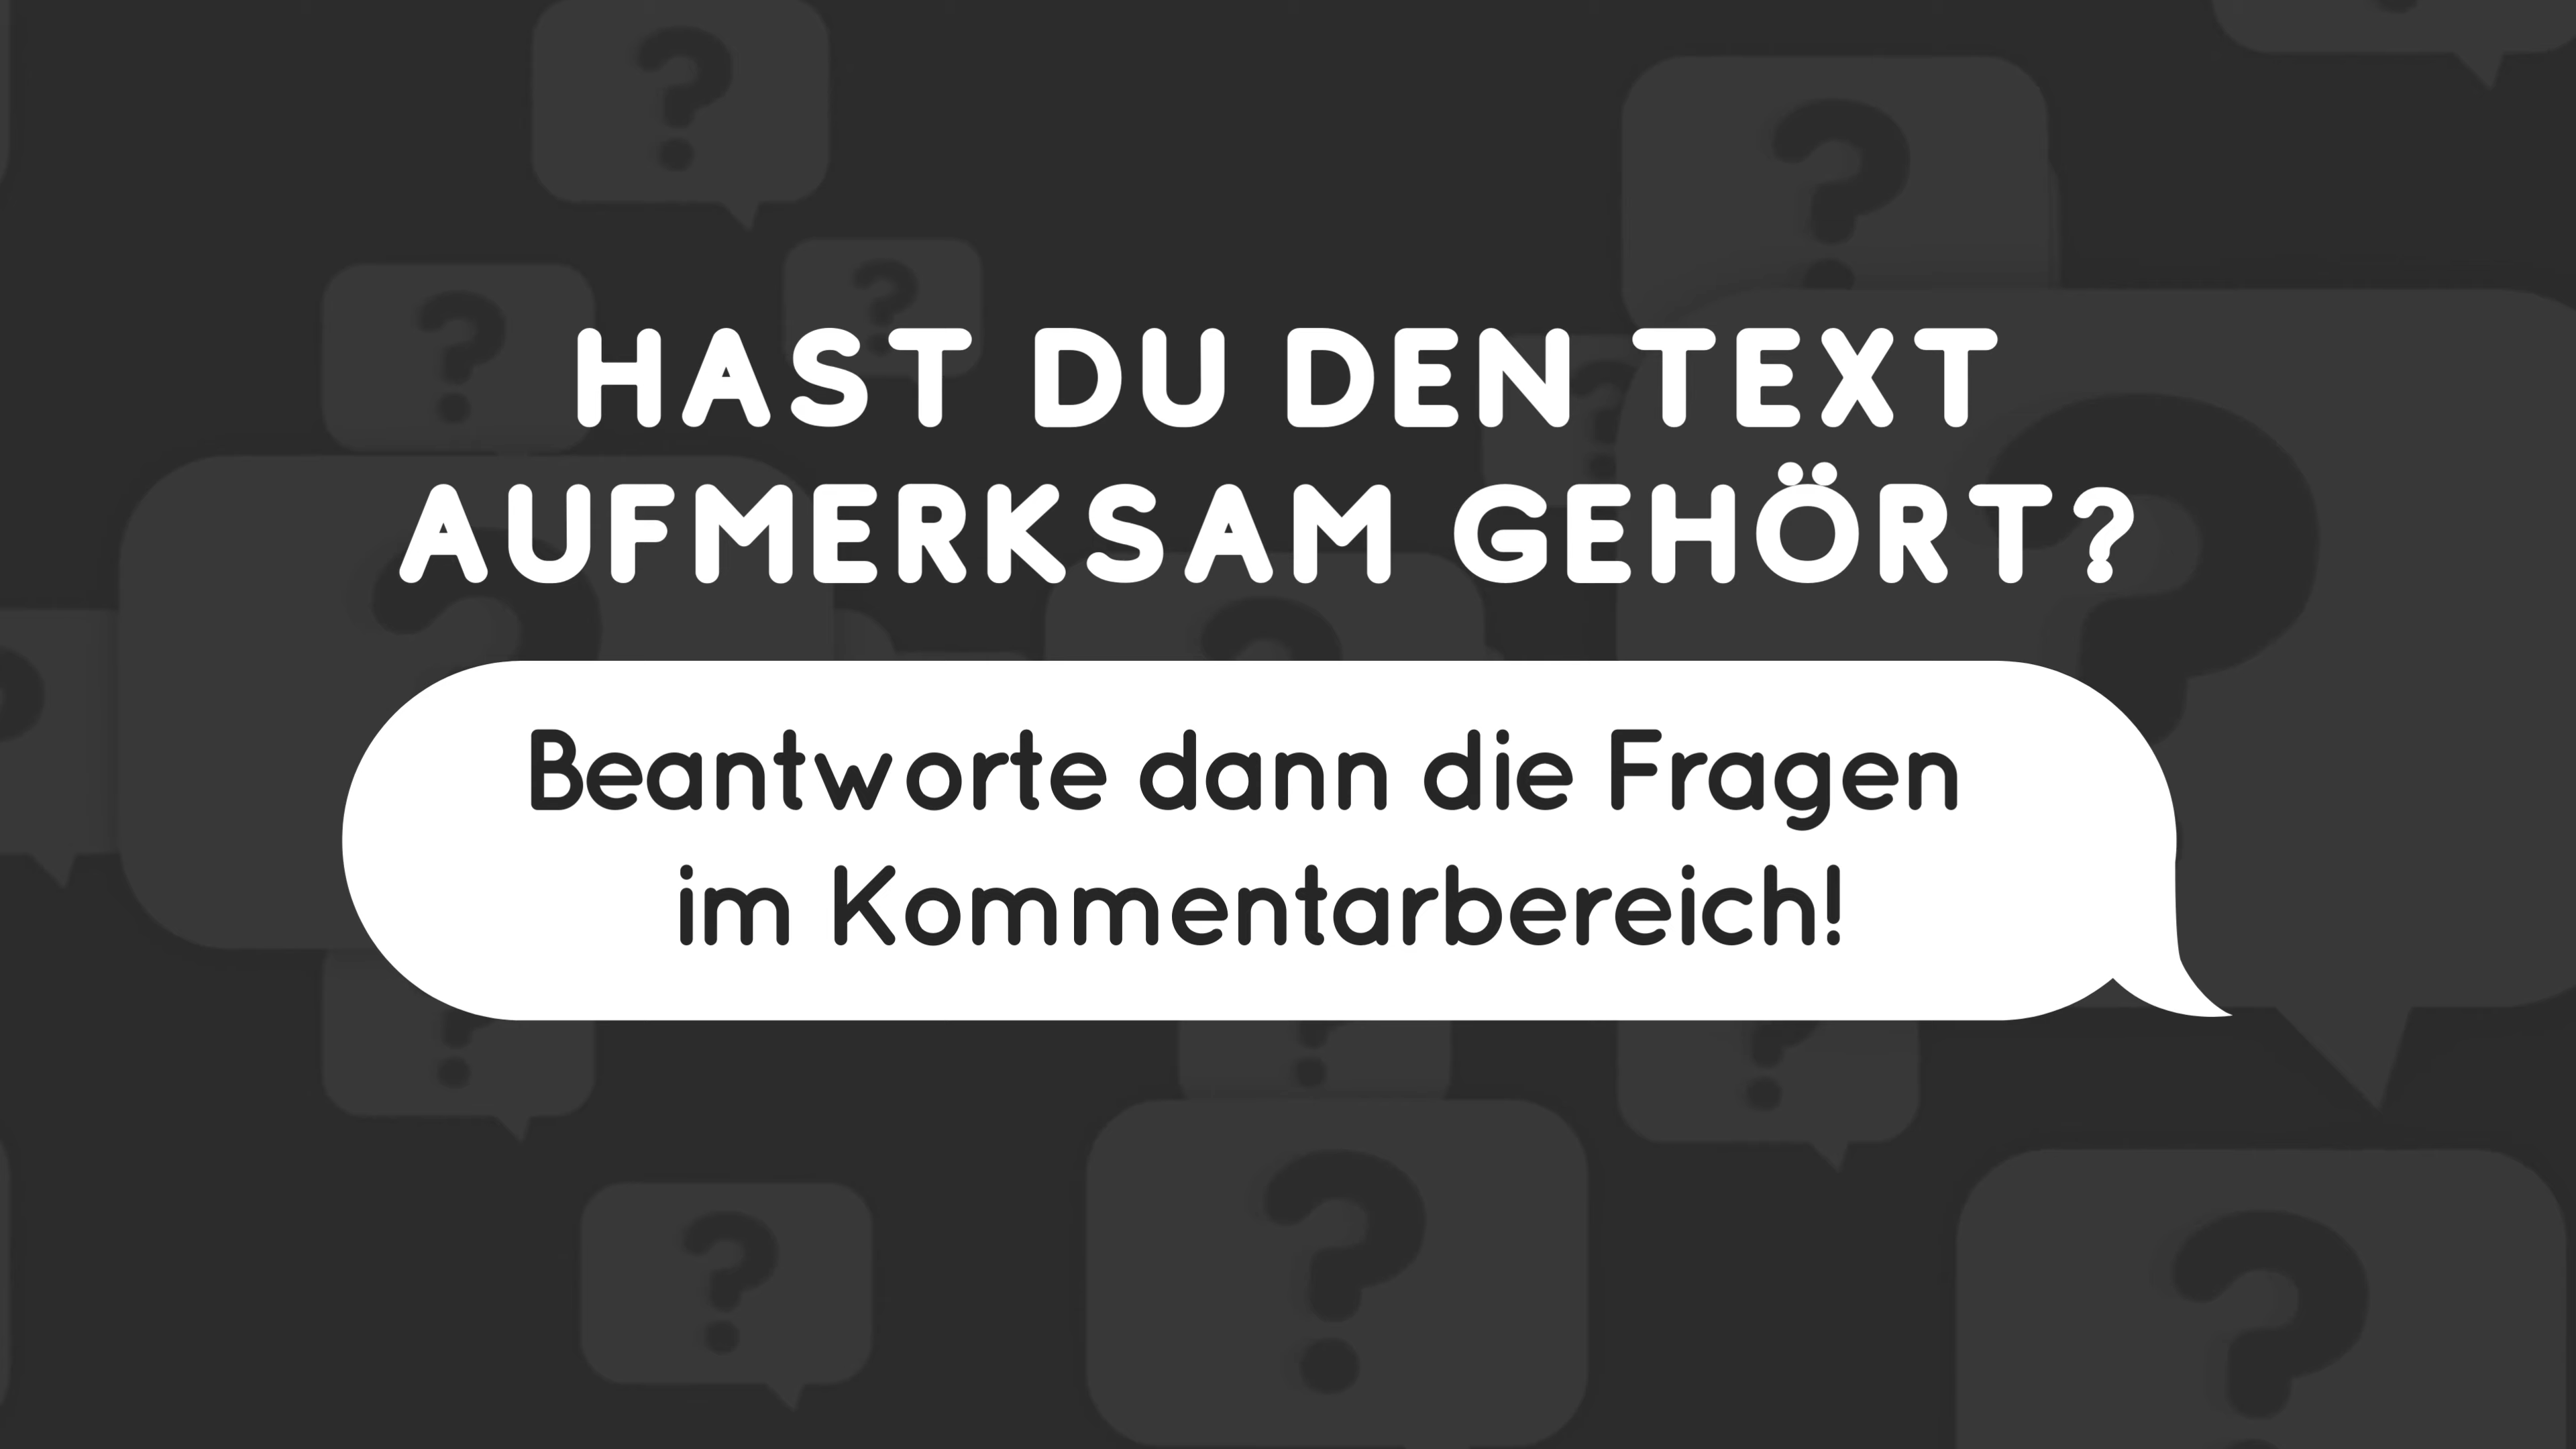 HAST DU DEN TEXT
AUFMERKSAM GEHÖRT?
Beantworte dann die Fragen
im Kommentarbereich!